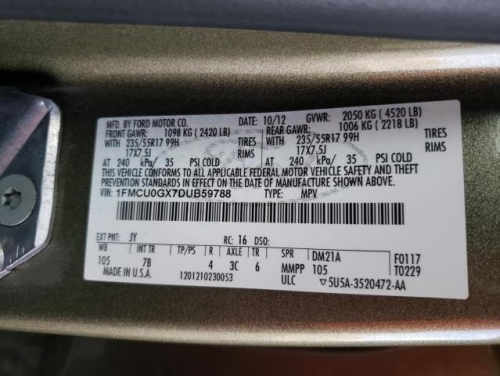 MFD. BY FORD MOTOR CO. 10/12 GVWR: 2050 KG ( 4520 LB)
FRONT GAWR: 1098 KG ( 2420 LB) REAR GAWR: 1006 KG ( 2218 LB)
WITH 235/55R17 99H TIRES WITH 235/55R17 99H TIRES
17X7.5J RIMS 17X7.5J RIMS
AT 240 kPa/ 35 PSI COLD AT 240 kPa/ 35 PSI COLD
THIS VEHICLE CONFORMS TO ALL APPLICABLE FEDERAL MOTOR VEHICLE SAFETY AND THEFT PREVENTION STANDARDS IN EFFECT ON THE DATE OF MANUFACTURE SHOWN ABOVE.
VIN: 1FMCU0GX7DUB59788 TYPE: MPV
EXT PNT: JY RC: 16 DSO:
WB INT TR TP/PS R AXLE TR SPR DM21A F0117
105 7B 4 3C 6 MMPP 105 T0229
MADE IN U.S.A. 1201210230053 ULC 5U5A-3520472-AA